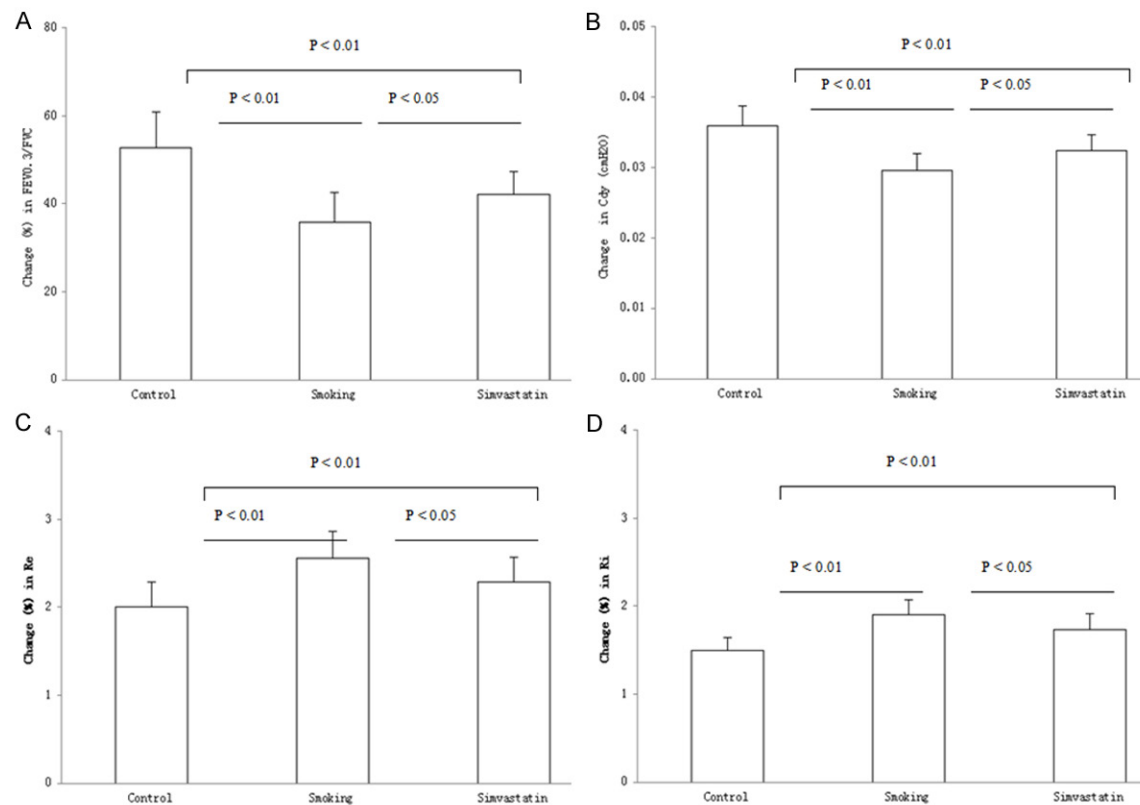 A
80
60
40
20
0
Change (%) in FEV0.3/FVC
P < 0.01
P < 0.01
P < 0.05
Control
Smoking
Simvastatin
B
0.05
0.04
0.03
0.02
0.01
0.00
Change in Cdy (cmH2O)
P < 0.01
P < 0.01
P < 0.05
Control
Smoking
Simvastatin
C
4
3
2
1
0
Change (%) in Re
P < 0.01
P < 0.01
P < 0.05
Control
Smoking
Simvastatin
D
4
3
2
1
0
Change (%) in Ri
P < 0.01
P < 0.01
P < 0.05
Control
Smoking
Simvastatin